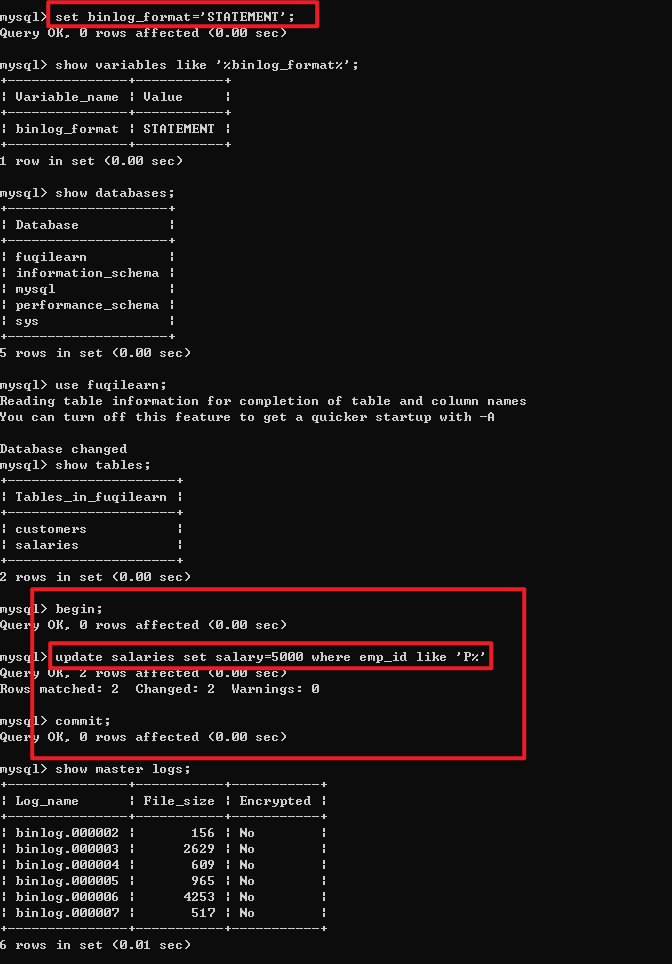 mysql> set binlog_format='STATEMENT';
Query OK, 0 rows affected (0.00 sec)
mysql> show variables like '%binlog_format%';
+---------------+-----------+
| Variable_name | Value     |
+---------------+-----------+
| binlog_format | STATEMENT |
+---------------+-----------+
1 row in set (0.00 sec)
mysql> show databases;
+--------------------+
| Database           |
+--------------------+
| fuqilearn          |
| information_schema |
| mysql              |
| performance_schema |
| sys                |
+--------------------+
5 rows in set (0.00 sec)
mysql> use fuqilearn;
Reading table information for completion of table and column names
You can turn off this feature to get a quicker startup with -A
Database changed
mysql> show tables;
+---------------------+
| Tables_in_fuqilearn |
+---------------------+
| customers           |
| salaries            |
+---------------------+
2 rows in set (0.00 sec)
mysql> begin;
Query OK, 0 rows affected (0.00 sec)
mysql> update salaries set salary=5000 where emp_id like 'P%'
Query OK, 2 rows affected (0.00 sec)
Rows matched: 2  Changed: 2  Warnings: 0
mysql> commit;
Query OK, 0 rows affected (0.00 sec)
mysql> show master logs;
+---------------+-----------+-----------+
| Log_name      | File_size | Encrypted |
+---------------+-----------+-----------+
| binlog.000002 |       156 | No        |
| binlog.000003 |      2629 | No        |
| binlog.000004 |       609 | No        |
| binlog.000005 |       965 | No        |
| binlog.000006 |      4253 | No        |
| binlog.000007 |       517 | No        |
+---------------+-----------+-----------+
6 rows in set (0.01 sec)